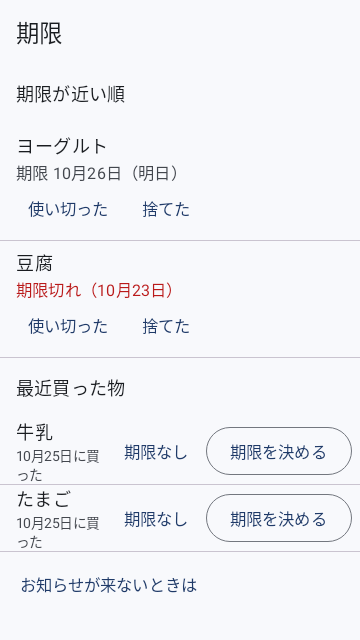 期限
期限が近い順
ヨーグルト
期限 10月26日（明日）
使い切った 捨てた
豆腐
期限切れ（10月23日）
使い切った 捨てた
最近買った物
牛乳
10月25日に買
った
期限なし 期限を決める
たまご
10月25日に買
った
期限なし 期限を決める
お知らせが来ないときは